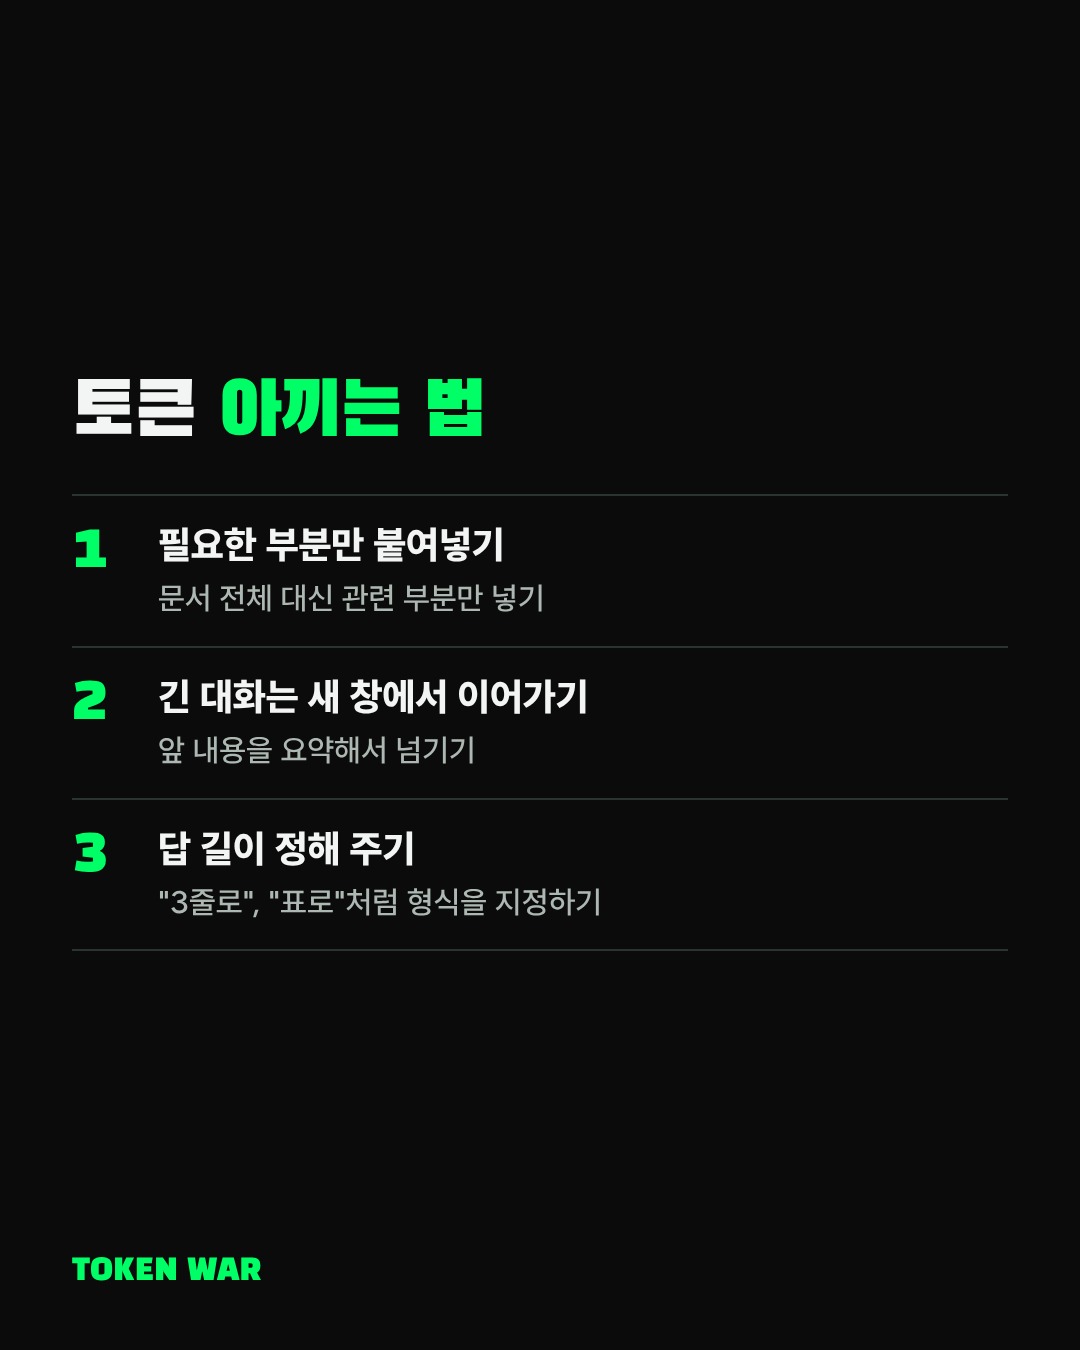 토큰 아끼는 법
1 필요한 부분만 붙여넣기
문서 전체 대신 관련 부분만 넣기
2 긴 대화는 새 창에서 이어가기
앞 내용을 요약해서 넘기기
3 답 길이 정해 주기
"3줄로", "표로"처럼 형식을 지정하기
TOKEN WAR